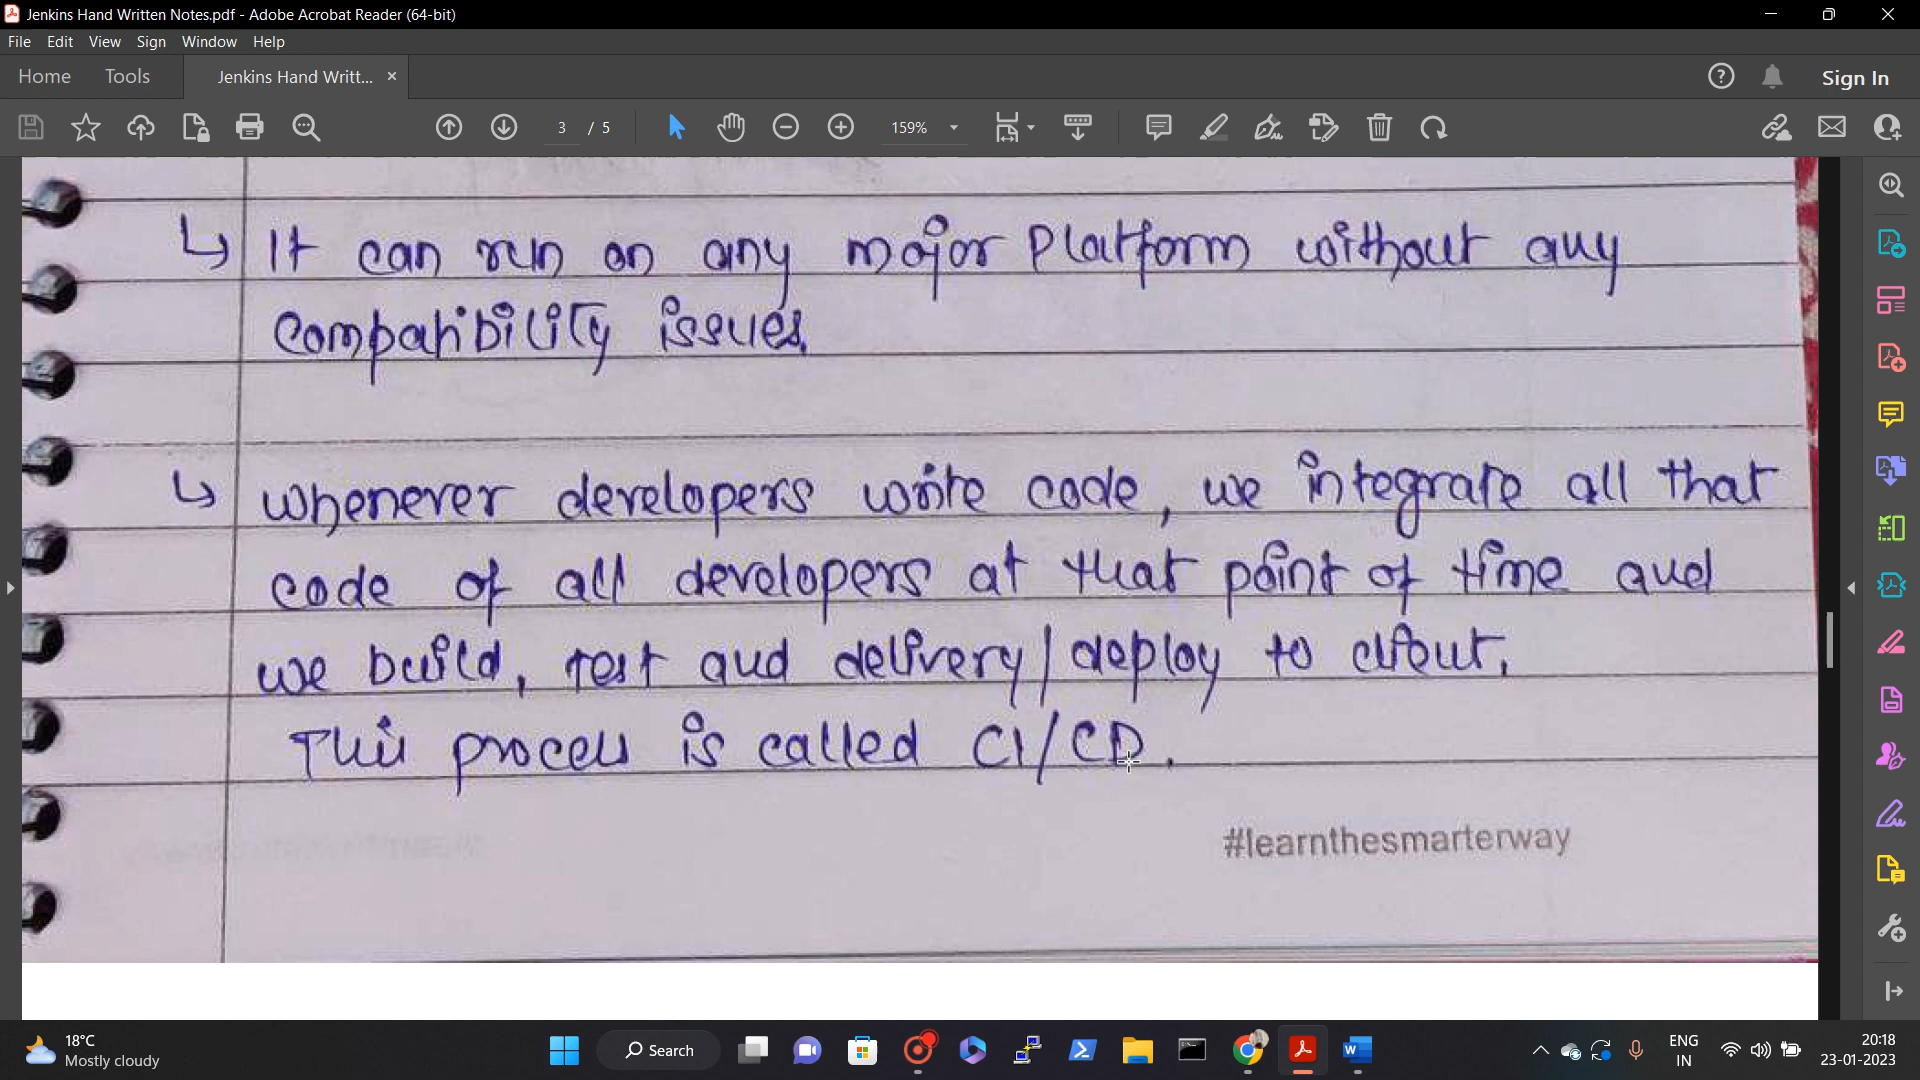 Jenkins Hand Written Notes.pdf - Adobe Acrobat Reader (64-bit)
File Edit View Sign Window Help
Home Tools Jenkins Hand Writt... × Sign In
3 / 5 159%
↳ It can run on any major Platform without any
compatibility issues.
↳ whenever developers write code, we integrate all that
code of all developers at that point of time and
we build, test and delivery/deploy to client.
This process is called CI/CD.
#learnthesmarterway
18°C
Mostly cloudy
Search
ENG
IN
20:18
23-01-2023